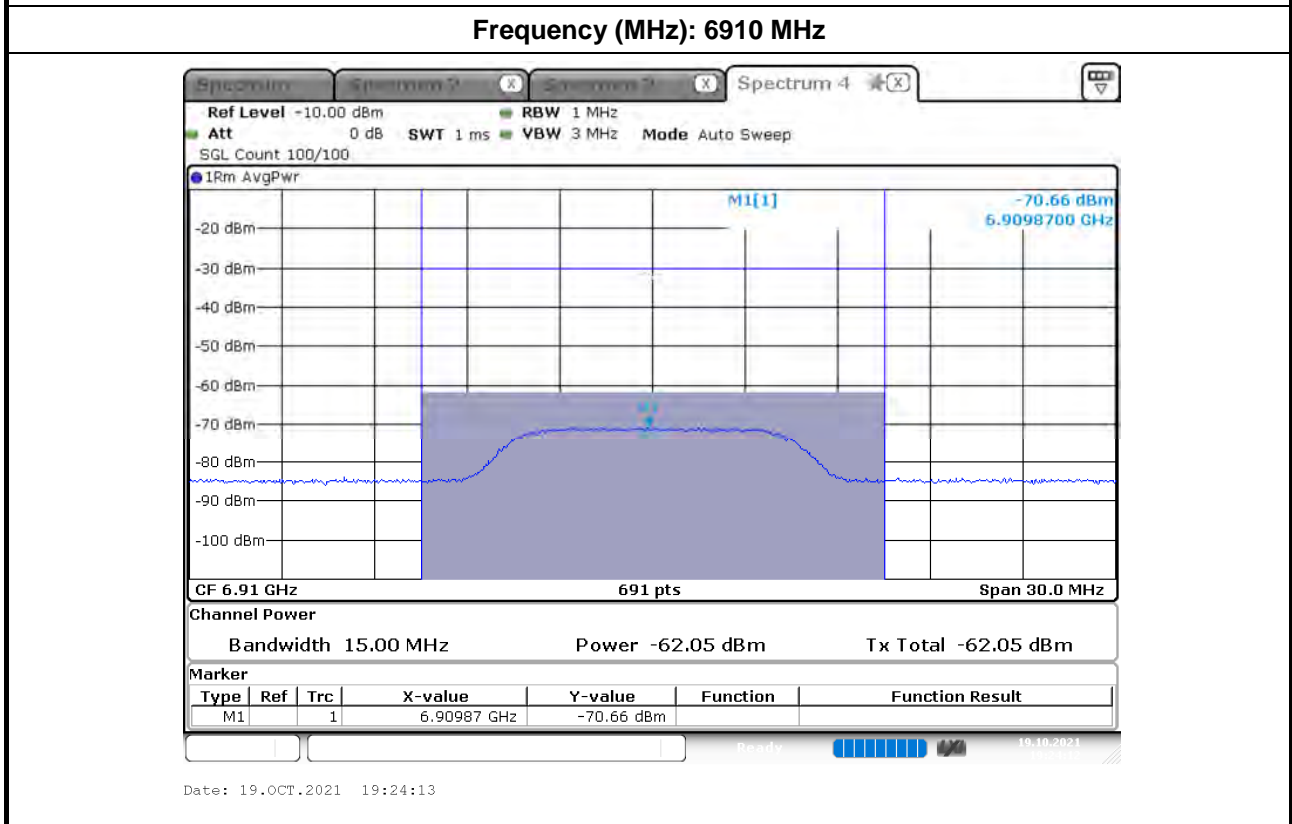 Frequency (MHz): 6910 MHz
Spectrum 4
Ref Level -10.00 dBm RBW 1 MHz
Att 0 dB SWT 1 ms VBW 3 MHz Mode Auto Sweep
SGL Count 100/100
1Rm AvgPwr
M1[1] -70.66 dBm
6.9098700 GHz
-20 dBm
-30 dBm
-40 dBm
-50 dBm
-60 dBm
-70 dBm
-80 dBm
-90 dBm
-100 dBm
CF 6.91 GHz 691 pts Span 30.0 MHz
Channel Power
Bandwidth 15.00 MHz Power -62.05 dBm Tx Total -62.05 dBm
Marker
Type Ref Trc X-value Y-value Function Function Result
M1 1 6.90987 GHz -70.66 dBm
Ready 19.10.2021
Date: 19.OCT.2021 19:24:13